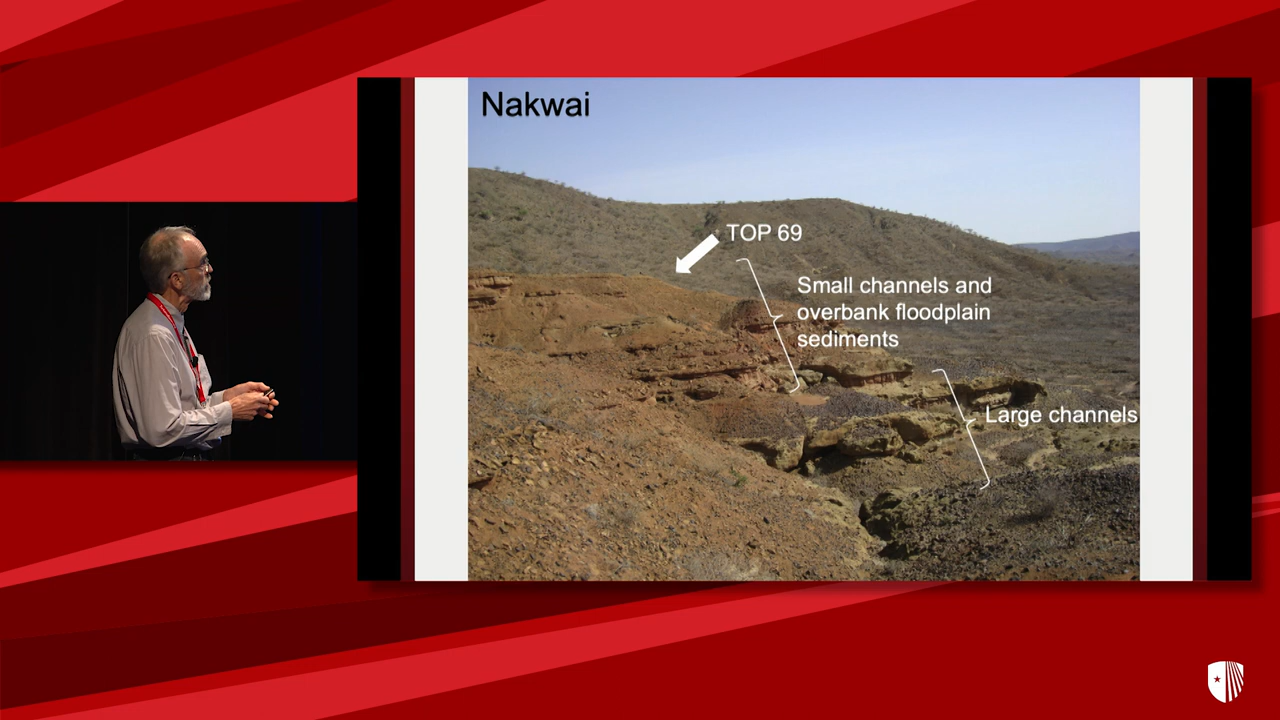 Nakwai
TOP 69
Small channels and
overbank floodplain
sediments
Large channels